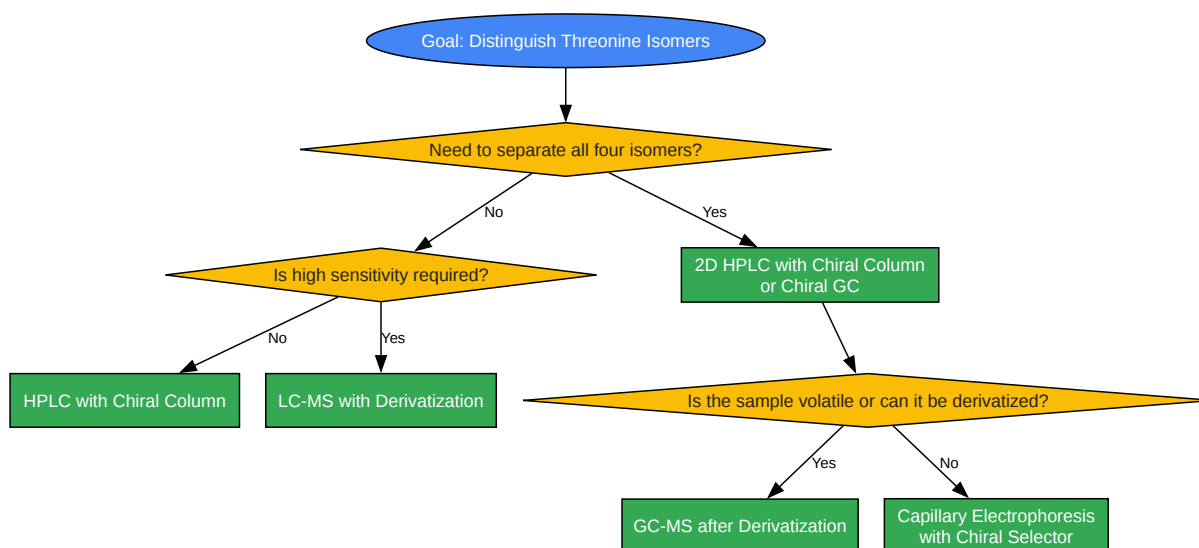 Goal: Distinguish Threonine Isomers
Need to separate all four isomers?
No
Yes
Is high sensitivity required?
2D HPLC with Chiral Column
or Chiral GC
No
Yes
HPLC with Chiral Column
LC-MS with Derivatization
Is the sample volatile or can it be derivatized?
Yes
No
GC-MS after Derivatization
Capillary Electrophoresis
with Chiral Selector